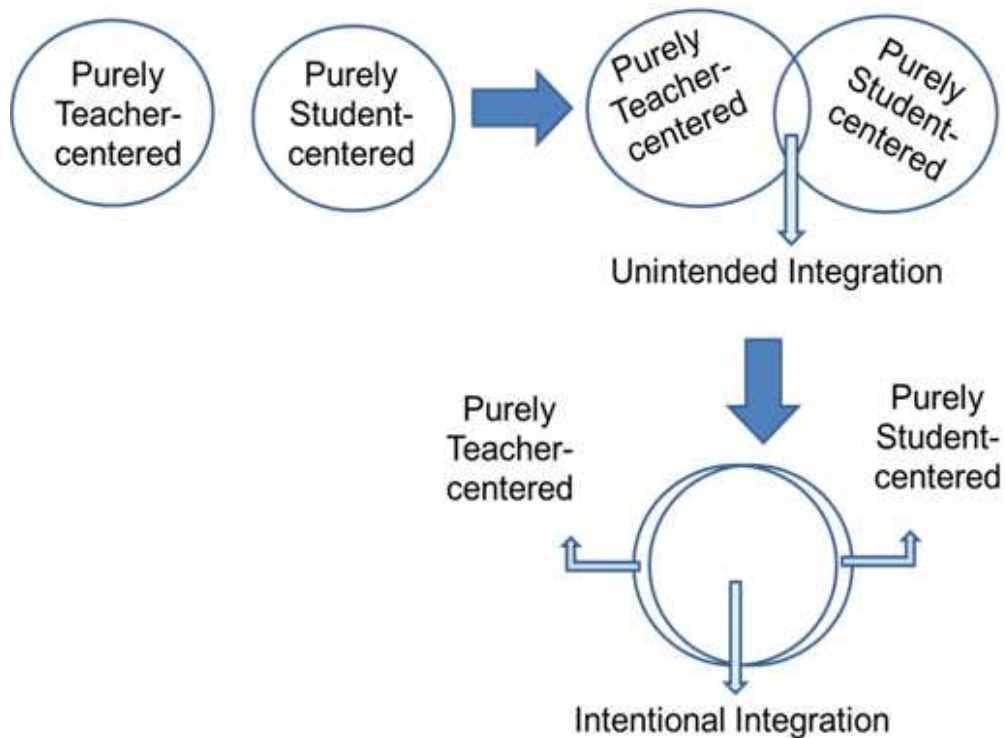 Purely
Teacher-
centered
Purely
Student-
centered
Purely
Teacher-
centered
Purely
Student-
centered
Unintended Integration
Purely
Teacher-
centered
Purely
Student-
centered
Intentional Integration